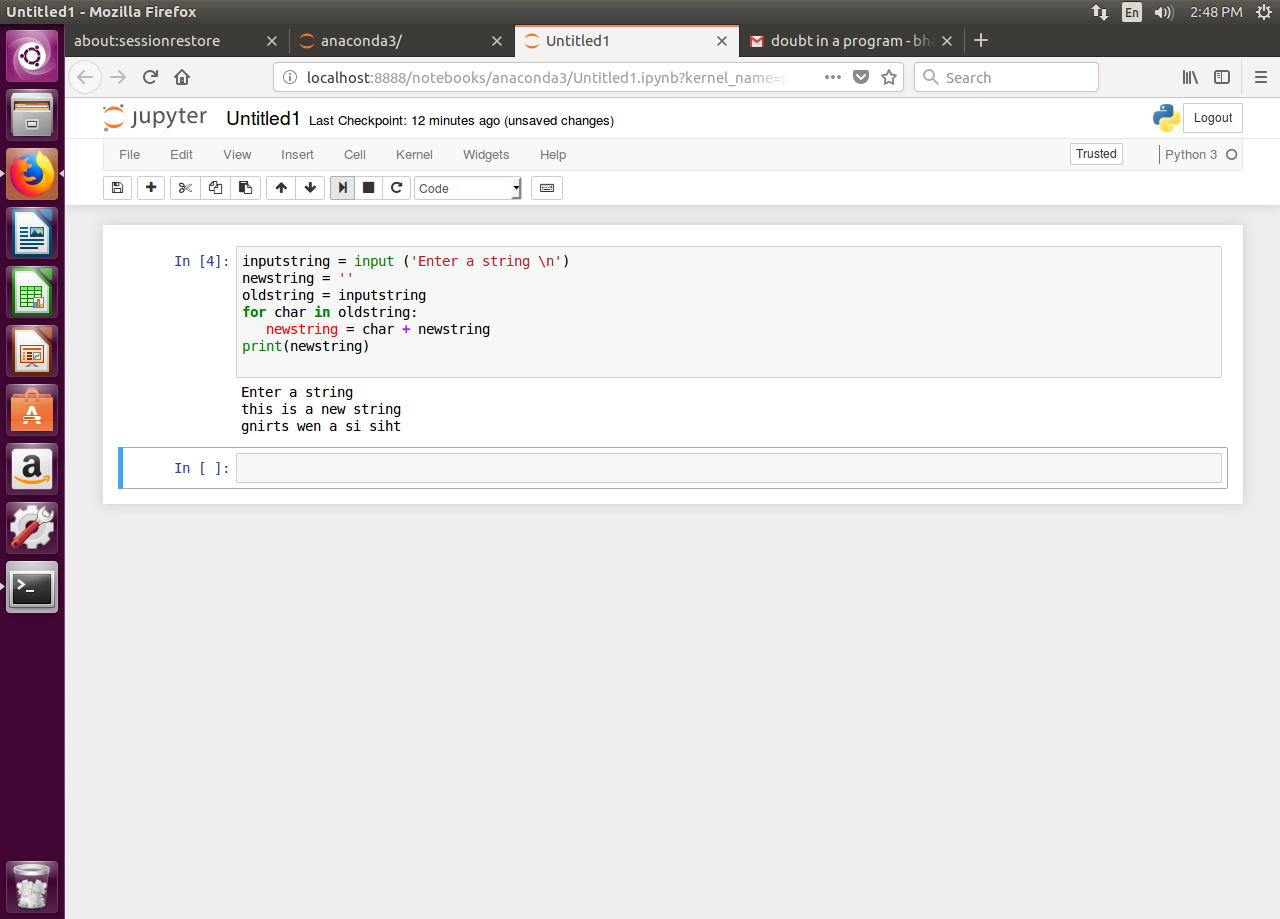 Untitled1 - Mozilla Firefox
En
2:48 PM
about:sessionrestore
anaconda3/
Untitled1
doubt in a program - bh
localhost:8888/notebooks/anaconda3/Untitled1.ipynb?kernel_name=p
Search
jupyter
Untitled1 Last Checkpoint: 12 minutes ago (unsaved changes)
Logout
File Edit View Insert Cell Kernel Widgets Help
Trusted
Python 3
Code
In [4]:
inputstring = input ('Enter a string \n')
newstring = ''
oldstring = inputstring
for char in oldstring:
   newstring = char + newstring
print(newstring)
Enter a string
this is a new string
gnirts wen a si siht
In [ ]: